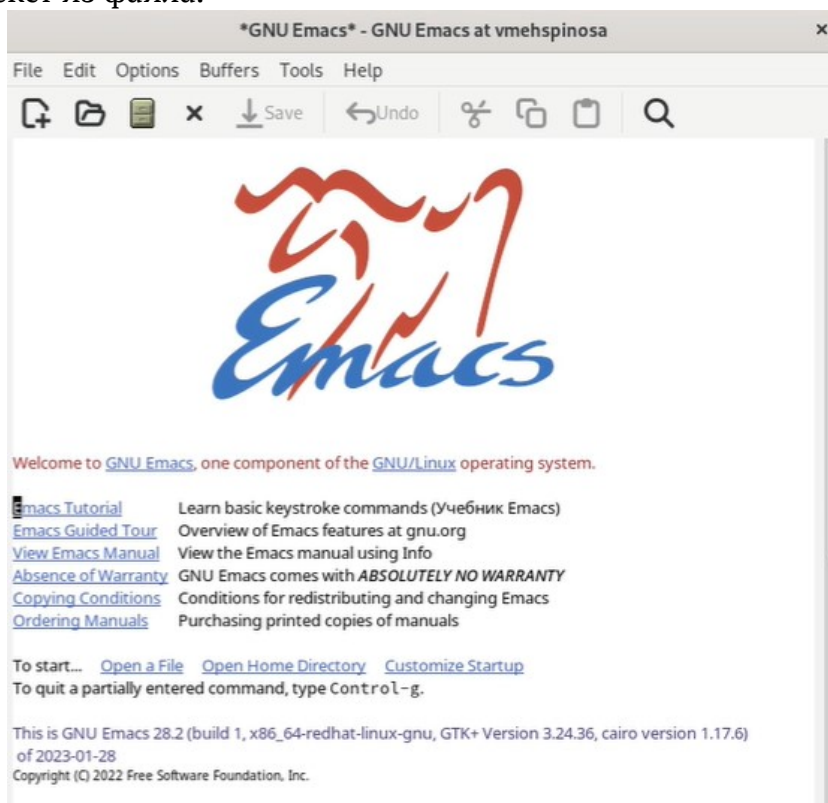 из файла.
*GNU Emacs* - GNU Emacs at vmehspinosa
File Edit Options Buffers Tools Help
Save Undo
Emacs
Welcome to GNU Emacs, one component of the GNU/Linux operating system.
Emacs Tutorial Learn basic keystroke commands (Учебник Emacs)
Emacs Guided Tour Overview of Emacs features at gnu.org
View Emacs Manual View the Emacs manual using Info
Absence of Warranty GNU Emacs comes with ABSOLUTELY NO WARRANTY
Copying Conditions Conditions for redistributing and changing Emacs
Ordering Manuals Purchasing printed copies of manuals
To start... Open a File Open Home Directory Customize Startup
To quit a partially entered command, type Control-g.
This is GNU Emacs 28.2 (build 1, x86_64-redhat-linux-gnu, GTK+ Version 3.24.36, cairo version 1.17.6)
of 2023-01-28
Copyright (C) 2022 Free Software Foundation, Inc.